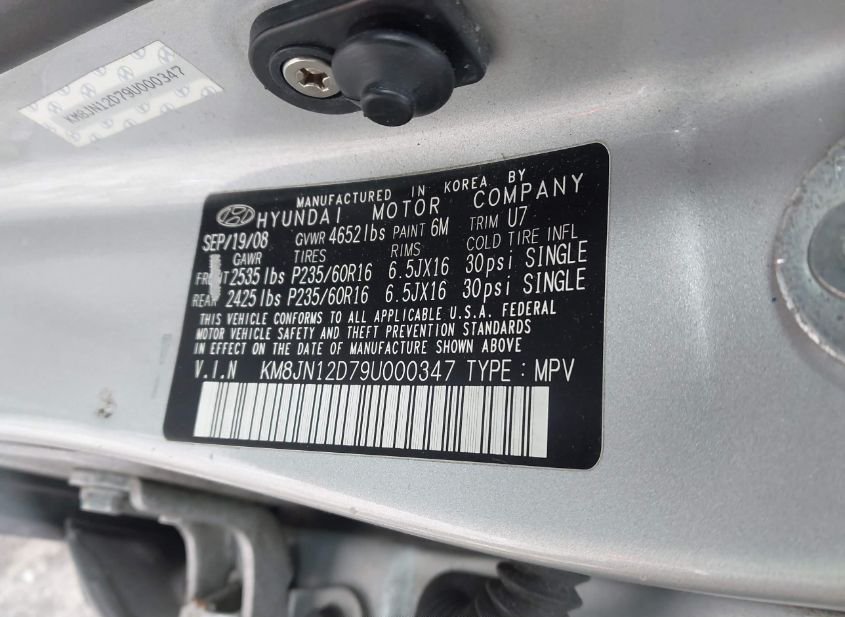 KM8JN12D79U000347
MANUFACTURED IN KOREA BY
HYUNDAI MOTOR COMPANY
SEP/19/08 GVWR 4652lbs PAINT 6M TRIM U7
GAWR TIRES RIMS COLD TIRE INFL
FRONT 2535lbs P235/60R16 6.5JX16 30psi SINGLE
REAR 2425lbs P235/60R16 6.5JX16 30psi SINGLE
THIS VEHICLE CONFORMS TO ALL APPLICABLE U.S.A. FEDERAL
MOTOR VEHICLE SAFETY AND THEFT PREVENTION STANDARDS
IN EFFECT ON THE DATE OF MANUFACTURE SHOWN ABOVE
V.I.N KM8JN12D79U000347 TYPE : MPV